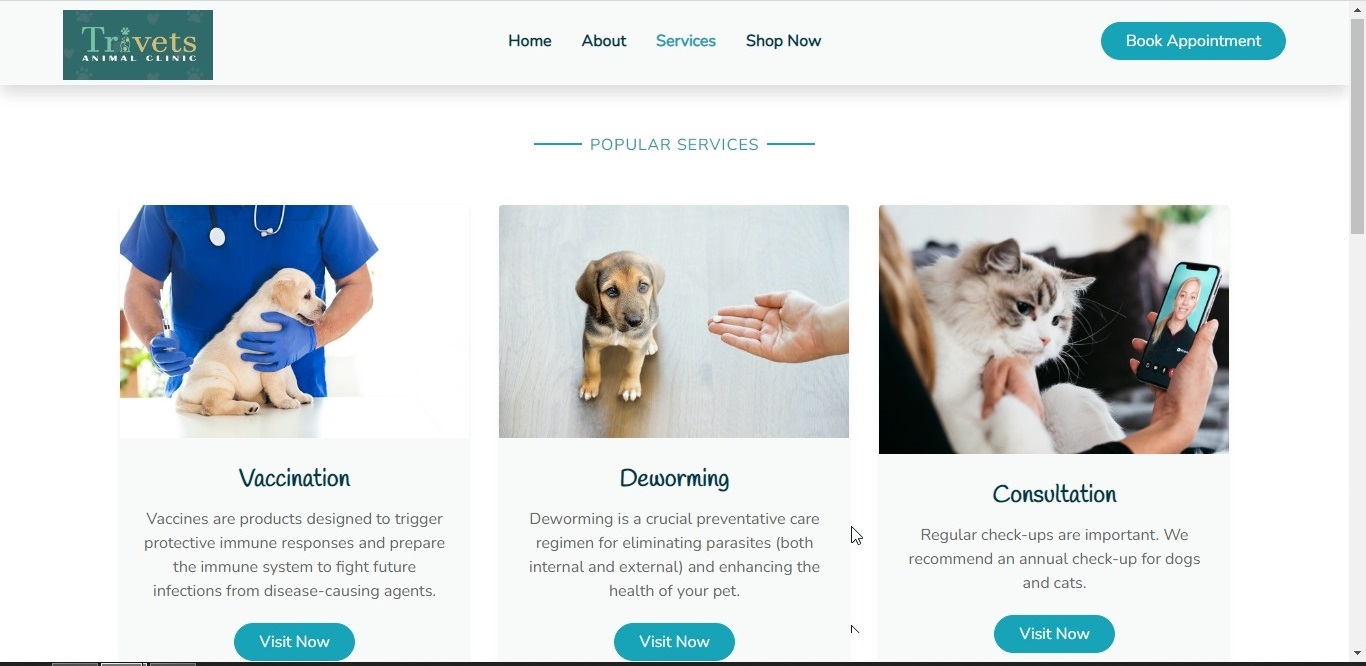 Trivets
ANIMAL CLINIC
Home About Services Shop Now
Book Appointment
POPULAR SERVICES
Vaccination
Vaccines are products designed to trigger
protective immune responses and prepare
the immune system to fight future
infections from disease-causing agents.
Visit Now
Deworming
Deworming is a crucial preventative care
regimen for eliminating parasites (both
internal and external) and enhancing the
health of your pet.
Visit Now
Consultation
Regular check-ups are important. We
recommend an annual check-up for dogs
and cats.
Visit Now